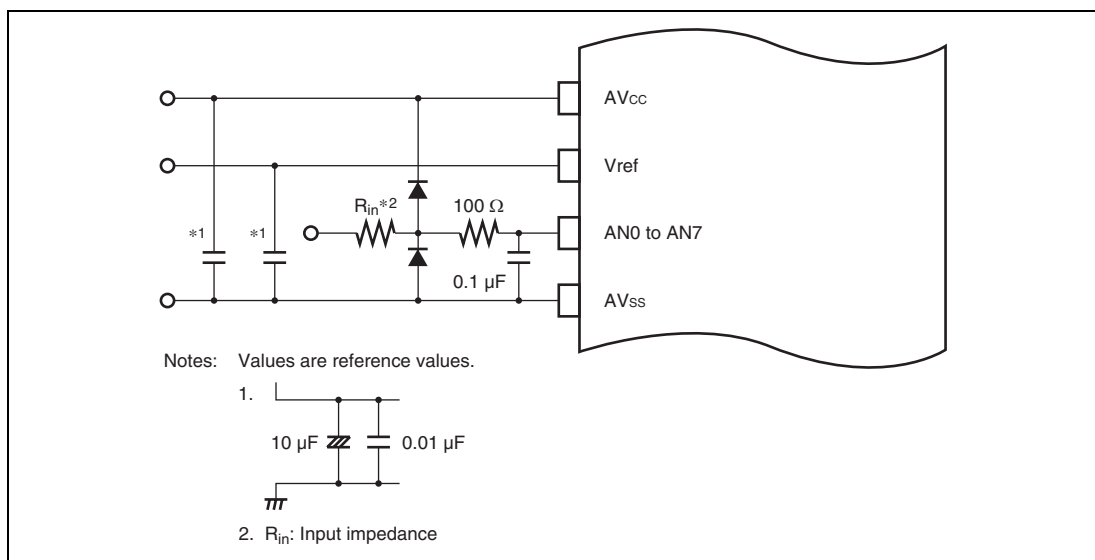 AVcc
Vref
Rin*2
100 Ω
*1
*1
AN0 to AN7
0.1 µF
AVss
Notes: Values are reference values.
1.
10 µF
0.01 µF
2. Rin: Input impedance